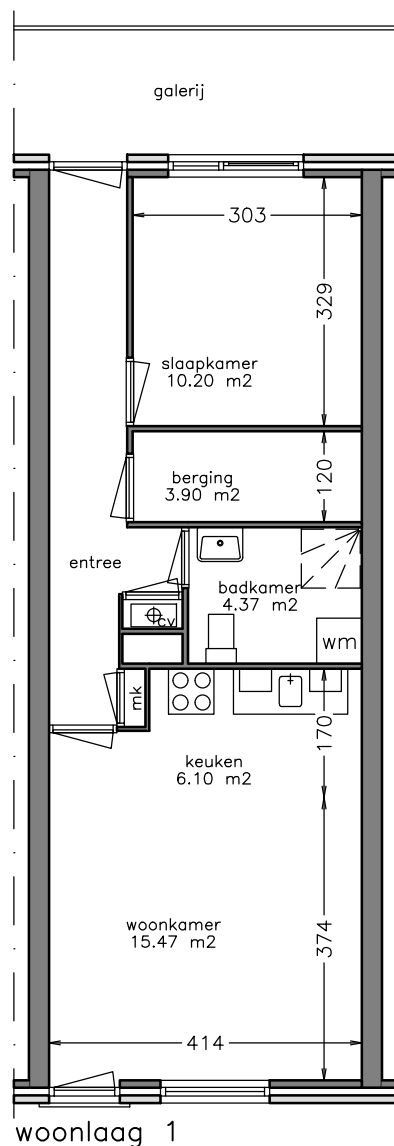 galerij
303
329
slaapkamer
10.20 m2
120
berging
3.90 m2
entree
badkamer
4.37 m2
cv
wm
mk
170
keuken
6.10 m2
woonkamer
15.47 m2
374
414
woonlaag 1